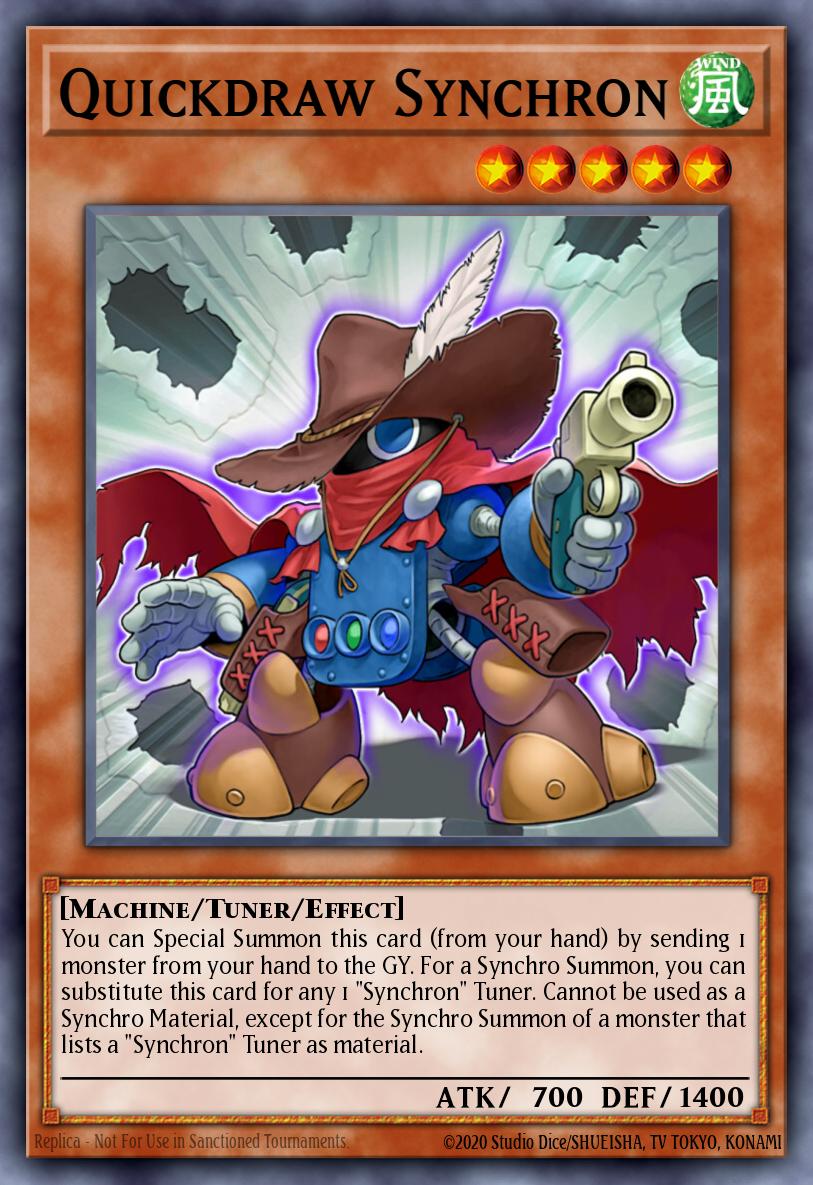 Quickdraw Synchron
WIND
風
[Machine/Tuner/Effect]
You can Special Summon this card (from your hand) by sending 1
monster from your hand to the GY. For a Synchro Summon, you can
substitute this card for any 1 "Synchron" Tuner. Cannot be used as a
Synchro Material, except for the Synchro Summon of a monster that
lists a "Synchron" Tuner as material.
ATK/ 700 DEF/1400
Replica - Not For Use in Sanctioned Tournaments.
©2020 Studio Dice/SHUEISHA, TV TOKYO, KONAMI